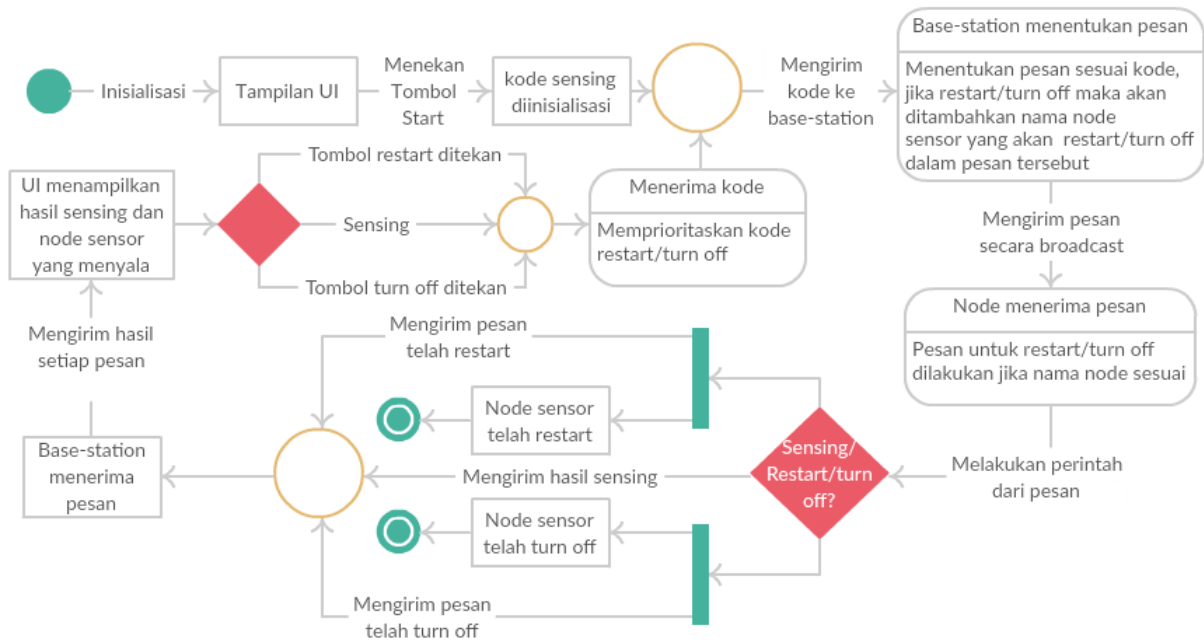 Inisialisasi
Tampilan UI
Menekan
Tombol
Start
kode sensing
diinisialisasi
Mengirim
kode ke
base-station
Base-station menentukan pesan
Menentukan pesan sesuai kode,
jika restart/turn off maka akan
ditambahkan nama node
sensor yang akan restart/turn off
dalam pesan tersebut
UI menampilkan
hasil sensing dan
node sensor
yang menyala
Tombol restart ditekan
Sensing
Tombol turn off ditekan
Menerima kode
Memprioritaskan kode
restart/turn off
Mengirim pesan
secara broadcast
Node menerima pesan
Pesan untuk restart/turn off
dilakukan jika nama node sesuai
Melakukan perintah
dari pesan
Sensing/
Restart/turn
off?
Mengirim pesan
telah restart
Node sensor
telah restart
Mengirim hasil sensing
Node sensor
telah turn off
Mengirim pesan
telah turn off
Base-station
menerima
pesan
Mengirim hasil
setiap pesan